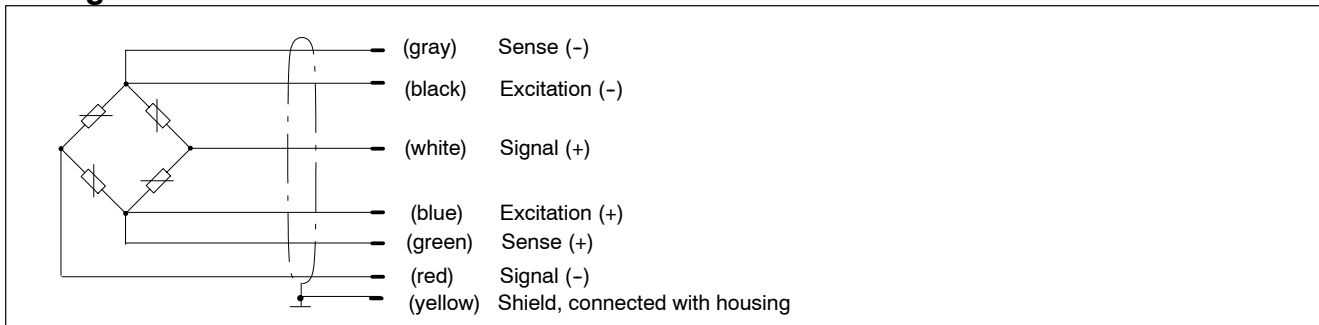 (gray) Sense (-)
(black) Excitation (-)
(white) Signal (+)
(blue) Excitation (+)
(green) Sense (+)
(red) Signal (-)
(yellow) Shield, connected with housing